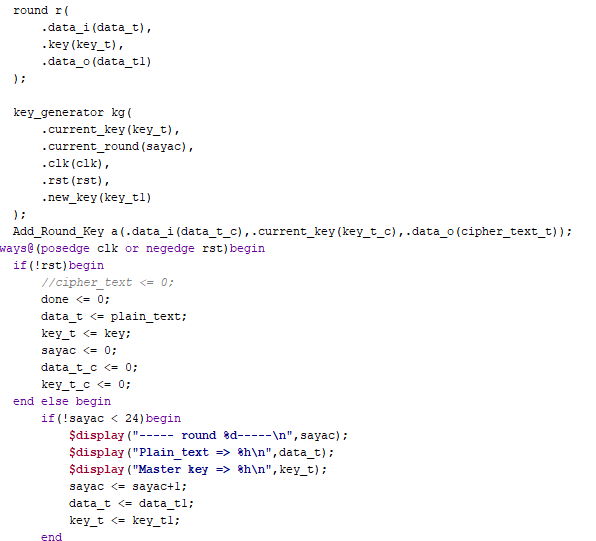 round r(
.data_i(data_t),
.key(key_t),
.data_o(data_t1)
);
key_generator kg(
.current_key(key_t),
.current_round(sayac),
.clk(clk),
.rst(rst),
.new_key(key_t1)
);
Add_Round_Key a(.data_i(data_t_c),.current_key(key_t_c),.data_o(cipher_text_t));
ways@(posedge clk or negedge rst)begin
if(!rst)begin
//cipher_text <= 0;
done <= 0;
data_t <= plain_text;
key_t <= key;
sayac <= 0;
data_t_c <= 0;
key_t_c <= 0;
end else begin
if(!sayac < 24)begin
$display("----- round %d-----\n",sayac);
$display("Plain_text => %h\n",data_t);
$display("Master key => %h\n",key_t);
sayac <= sayac+1;
data_t <= data_t1;
key_t <= key_t1;
end